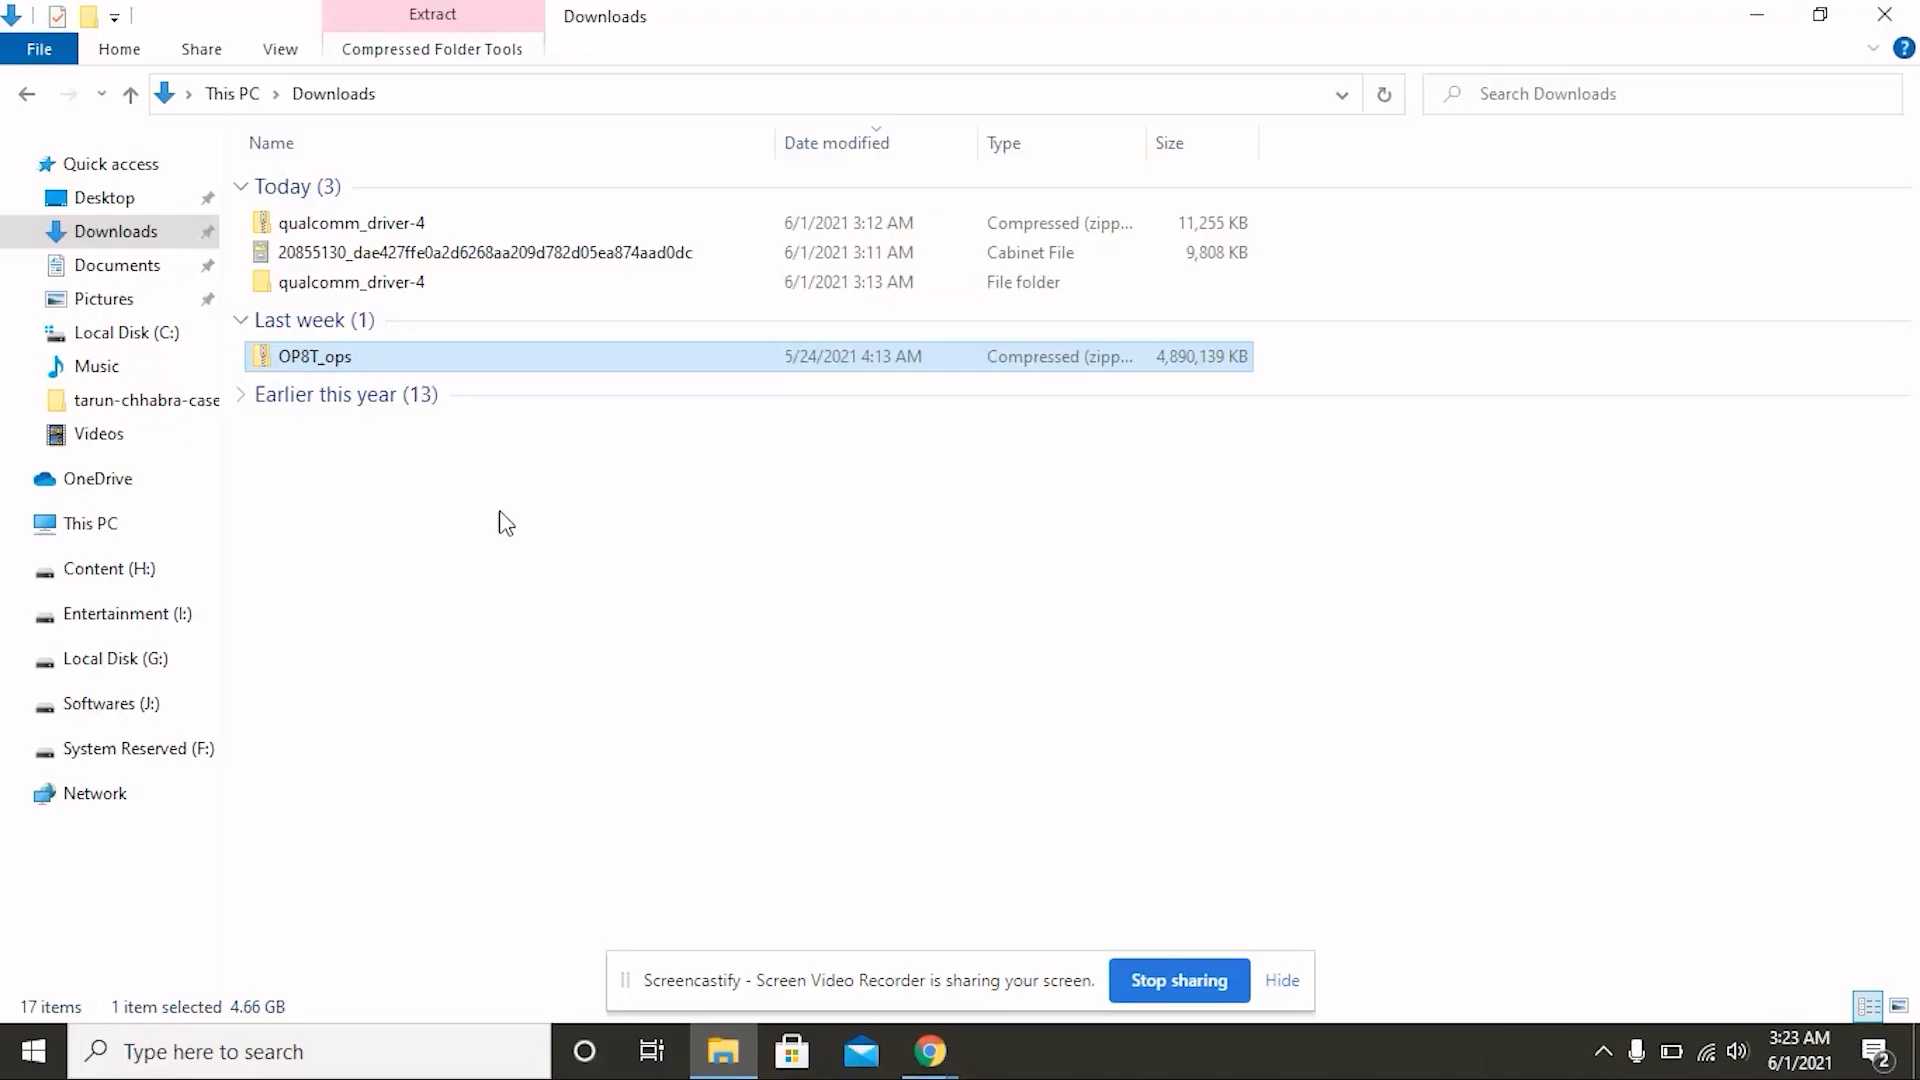 Extract
Downloads
File
Home
Share
View
Compressed Folder Tools
?
This PC
Downloads
Search Downloads
Name
Date modified
Type
Size
Quick access
Desktop
Downloads
Documents
Pictures
Local Disk (C:)
Music
tarun-chhabra-case
Videos
OneDrive
This PC
Content (H:)
Entertainment (I:)
Local Disk (G:)
Softwares (J:)
System Reserved (F:)
Network
Today (3)
qualcomm_driver-4 6/1/2021 3:12 AM Compressed (zipp... 11,255 KB
20855130_dae427ffe0a2d6268aa209d782d05ea874aad0dc 6/1/2021 3:11 AM Cabinet File 9,808 KB
qualcomm_driver-4 6/1/2021 3:13 AM File folder
Last week (1)
OP8T_ops 5/24/2021 4:13 AM Compressed (zipp... 4,890,139 KB
Earlier this year (13)
Screencastify - Screen Video Recorder is sharing your screen. Stop sharing Hide
17 items 1 item selected 4.66 GB
Type here to search
3:23 AM
6/1/2021
2